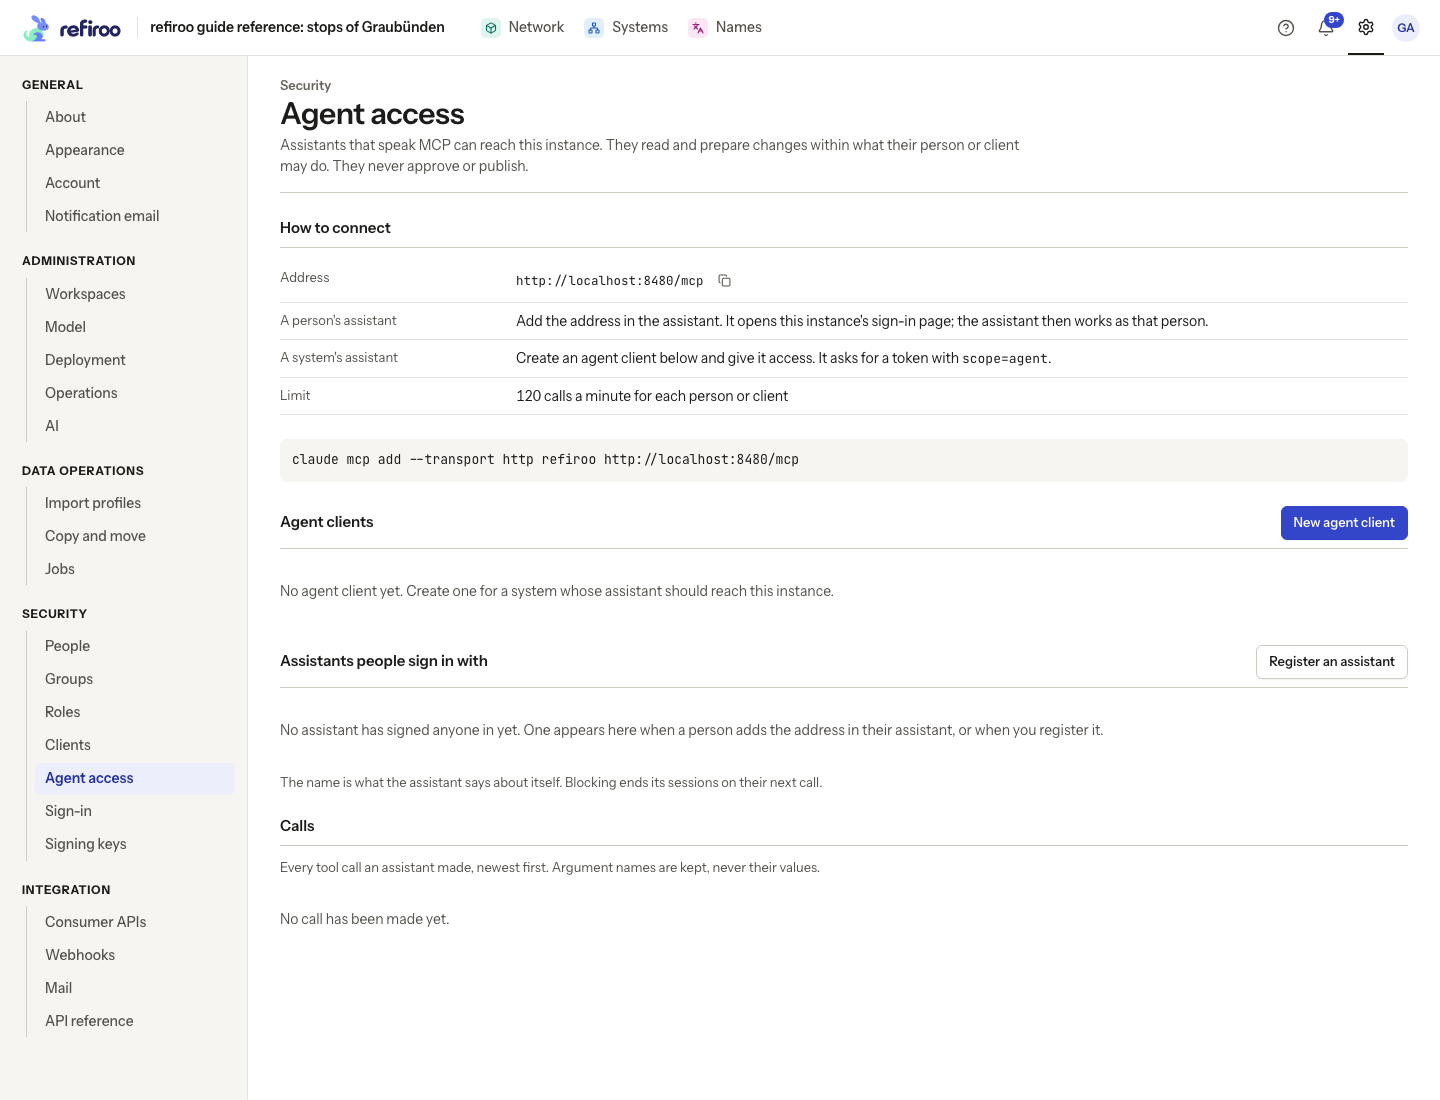 refiroo
refiroo guide reference: stops of Graubünden
Network
Systems
Names
9+
GA
GENERAL
About
Appearance
Account
Notification email
ADMINISTRATION
Workspaces
Model
Deployment
Operations
AI
DATA OPERATIONS
Import profiles
Copy and move
Jobs
SECURITY
People
Groups
Roles
Clients
Agent access
Sign-in
Signing keys
INTEGRATION
Consumer APIs
Webhooks
Mail
API reference
Security
Agent access
Assistants that speak MCP can reach this instance. They read and prepare changes within what their person or client
may do. They never approve or publish.
How to connect
Address
http://localhost:8480/mcp
A person's assistant
Add the address in the assistant. It opens this instance's sign-in page; the assistant then works as that person.
A system's assistant
Create an agent client below and give it access. It asks for a token with scope=agent.
Limit
120 calls a minute for each person or client
claude mcp add --transport http refiroo http://localhost:8480/mcp
Agent clients
New agent client
No agent client yet. Create one for a system whose assistant should reach this instance.
Assistants people sign in with
Register an assistant
No assistant has signed anyone in yet. One appears here when a person adds the address in their assistant, or when you register it.
The name is what the assistant says about itself. Blocking ends its sessions on their next call.
Calls
Every tool call an assistant made, newest first. Argument names are kept, never their values.
No call has been made yet.